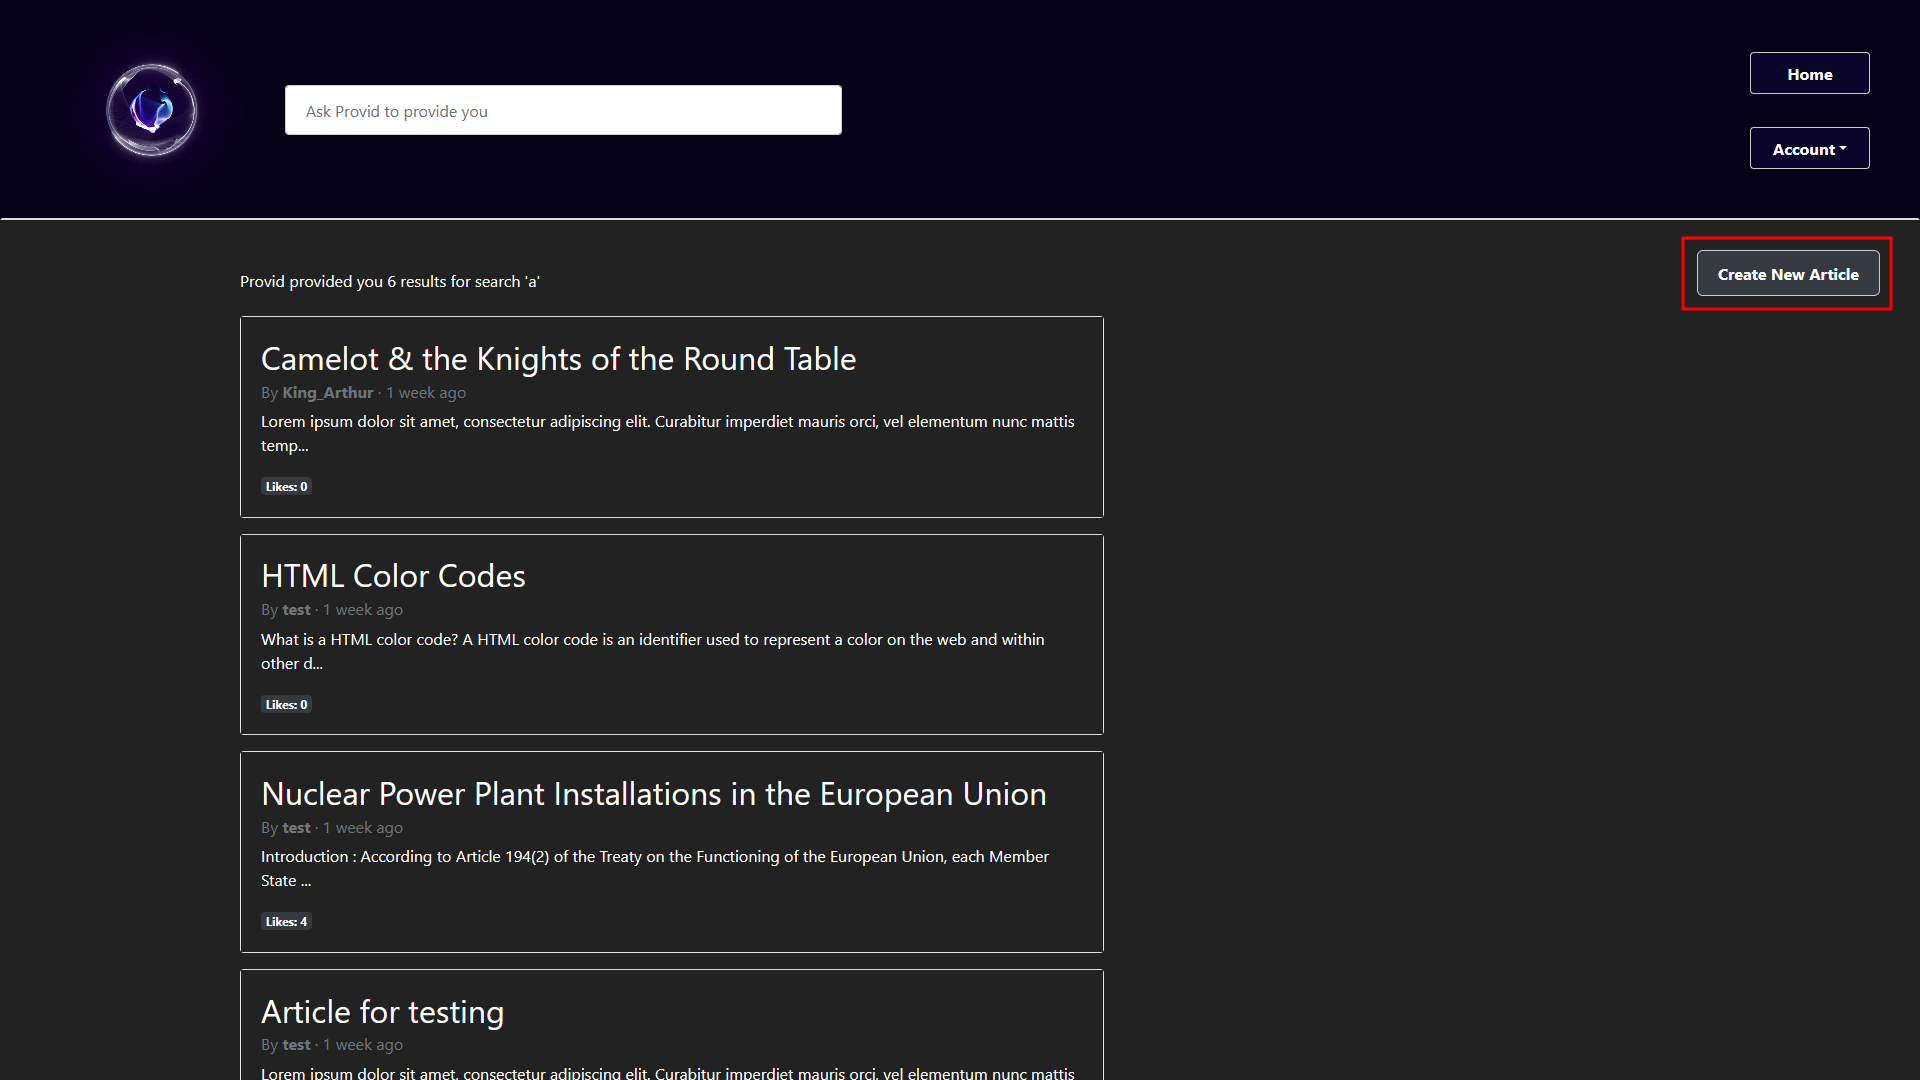 Ask Provid to provide you
Home
Account
Create New Article
Provid provided you 6 results for search 'a'
Camelot & the Knights of the Round Table
By King_Arthur · 1 week ago
Lorem ipsum dolor sit amet, consectetur adipiscing elit. Curabitur imperdiet mauris orci, vel elementum nunc mattis
temp...
Likes: 0
HTML Color Codes
By test · 1 week ago
What is a HTML color code? A HTML color code is an identifier used to represent a color on the web and within
other d...
Likes: 0
Nuclear Power Plant Installations in the European Union
By test · 1 week ago
Introduction : According to Article 194(2) of the Treaty on the Functioning of the European Union, each Member
State ...
Likes: 4
Article for testing
By test · 1 week ago
Lorem ipsum dolor sit amet, consectetur adipiscing elit. Curabitur imperdiet mauris orci, vel elementum nunc mattis